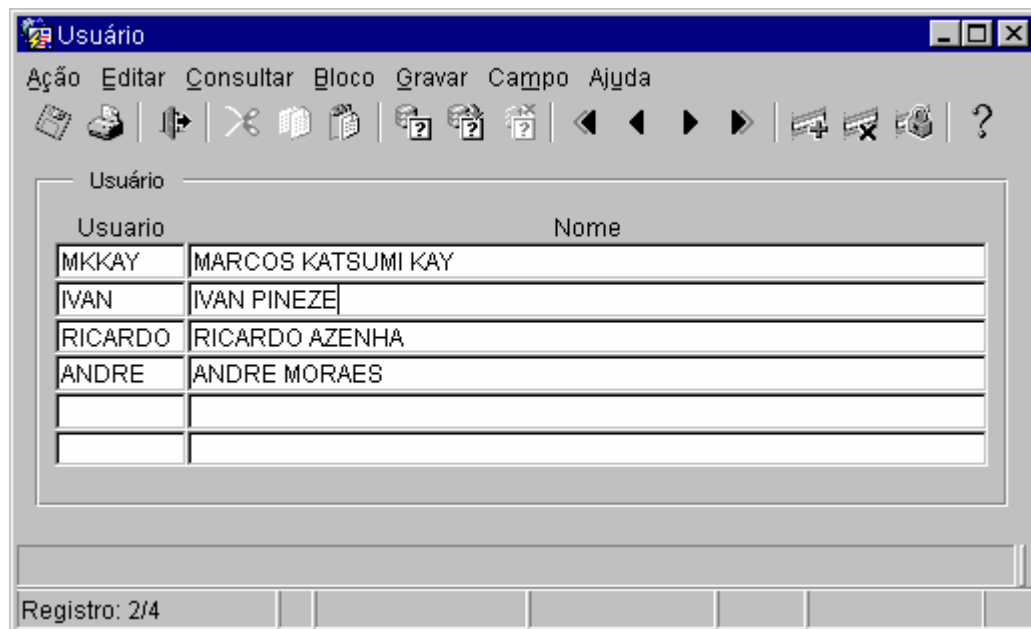 Usuário
Ação Editar Consultar Bloco Gravar Campo Ajuda
Usuário
Usuario Nome
MKKAY MARCOS KATSUMI KAY
IVAN IVAN PINEZE
RICARDO RICARDO AZENHA
ANDRE ANDRE MORAES
Registro: 2/4